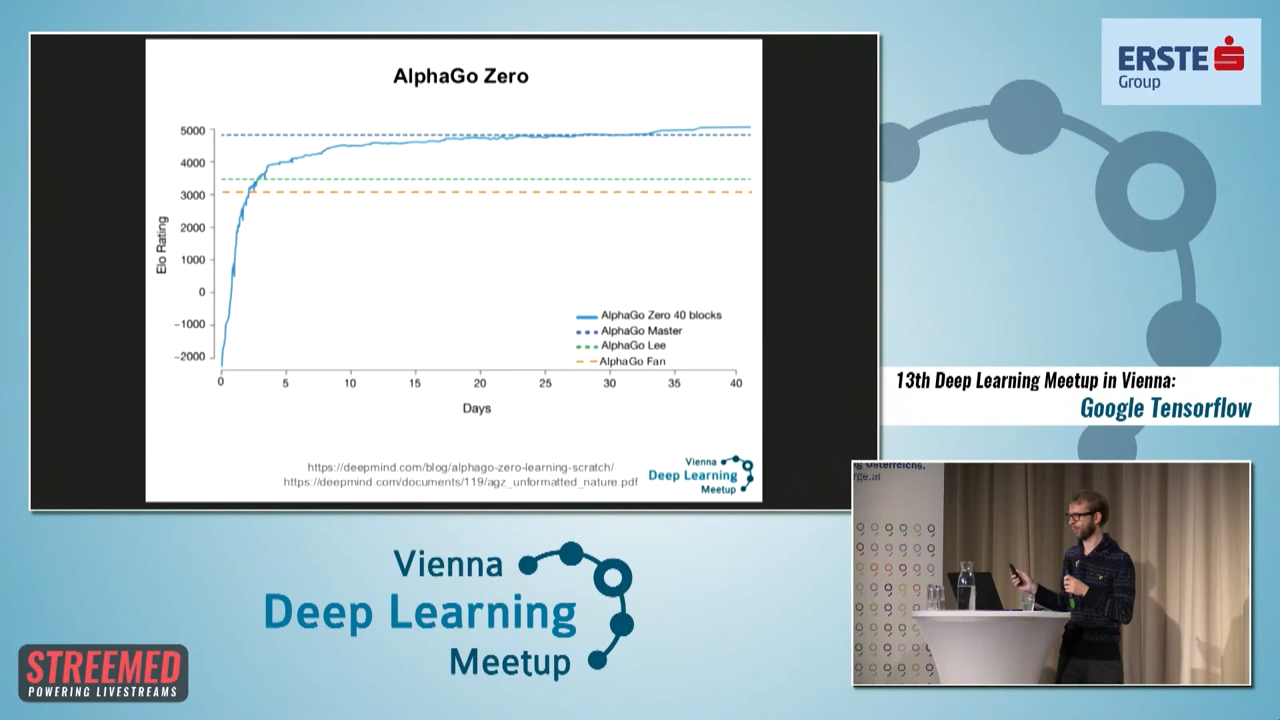 AlphaGo Zero
5000
4000
3000
2000
1000
0
−1000
−2000
Elo Rating
AlphaGo Zero 40 blocks
AlphaGo Master
AlphaGo Lee
AlphaGo Fan
0 5 10 15 20 25 30 35 40
Days
https://deepmind.com/blog/alphago-zero-learning-scratch/
https://deepmind.com/documents/119/agz_unformatted_nature.pdf
Vienna
Deep Learning
Meetup
ERSTE
Group
13th Deep Learning Meetup in Vienna:
Google Tensorflow
g Österreichs,
rge.at
Vienna
Deep Learning
Meetup
STREEMED
POWERING LIVESTREAMS